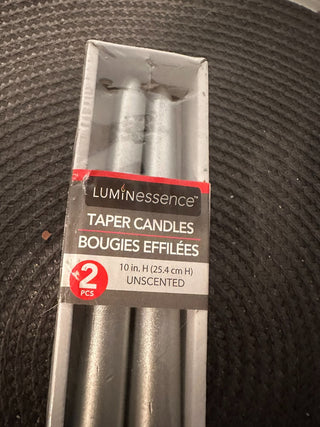 LUMINessence™
TAPER CANDLES
BOUGIES EFFILÉES
2
PCS
10 in. H (25.4 cm H)
UNSCENTED